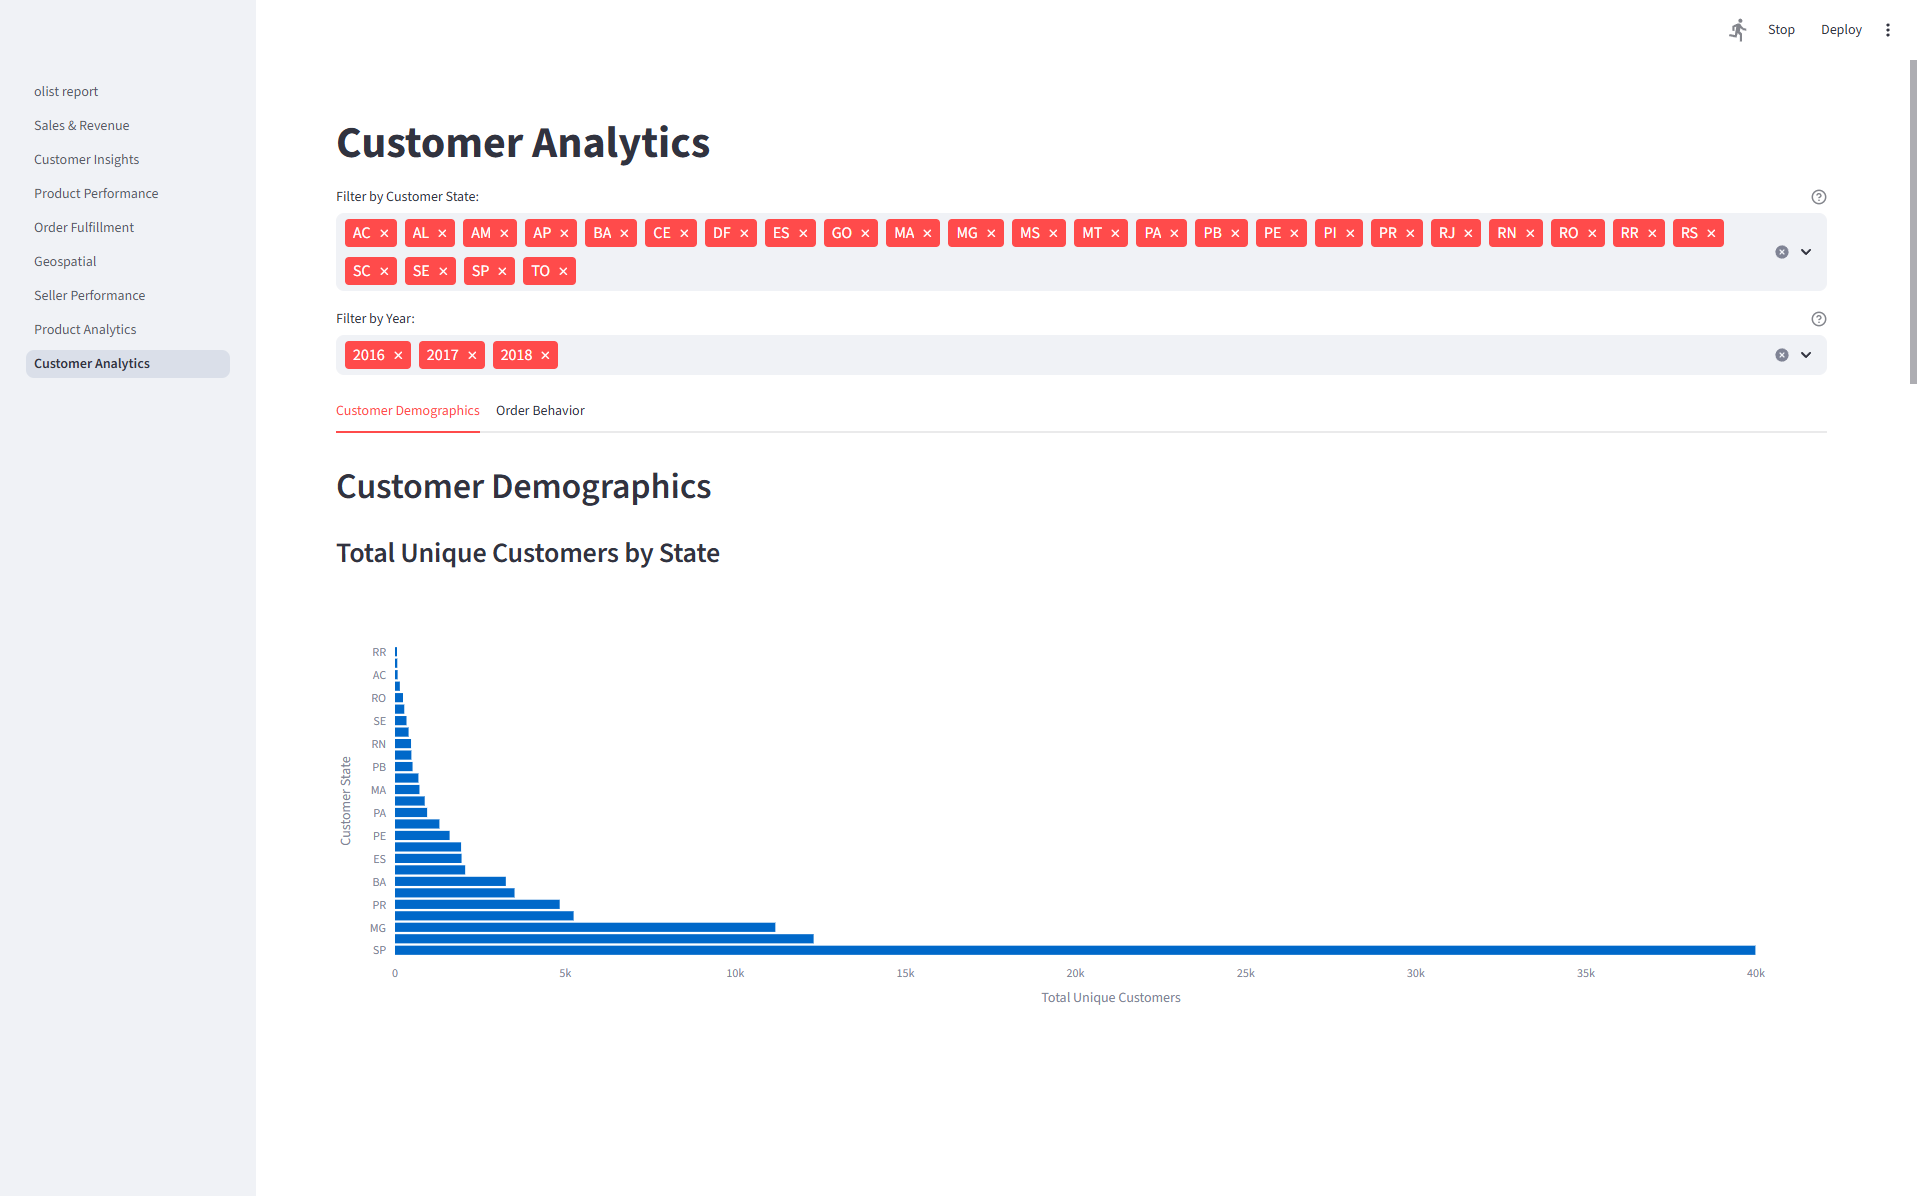 Stop Deploy
olist report
Sales & Revenue
Customer Insights
Product Performance
Order Fulfillment
Geospatial
Seller Performance
Product Analytics
Customer Analytics
Customer Analytics
Filter by Customer State:
AC AL AM AP BA CE DF ES GO MA MG MS MT PA PB PE PI PR RJ RN RO RR RS
SC SE SP TO
Filter by Year:
2016 2017 2018
Customer Demographics Order Behavior
Customer Demographics
Total Unique Customers by State
Customer State
RR
AC
RO
SE
RN
PB
MA
PA
PE
ES
BA
PR
MG
SP
0 5k 10k 15k 20k 25k 30k 35k 40k
Total Unique Customers